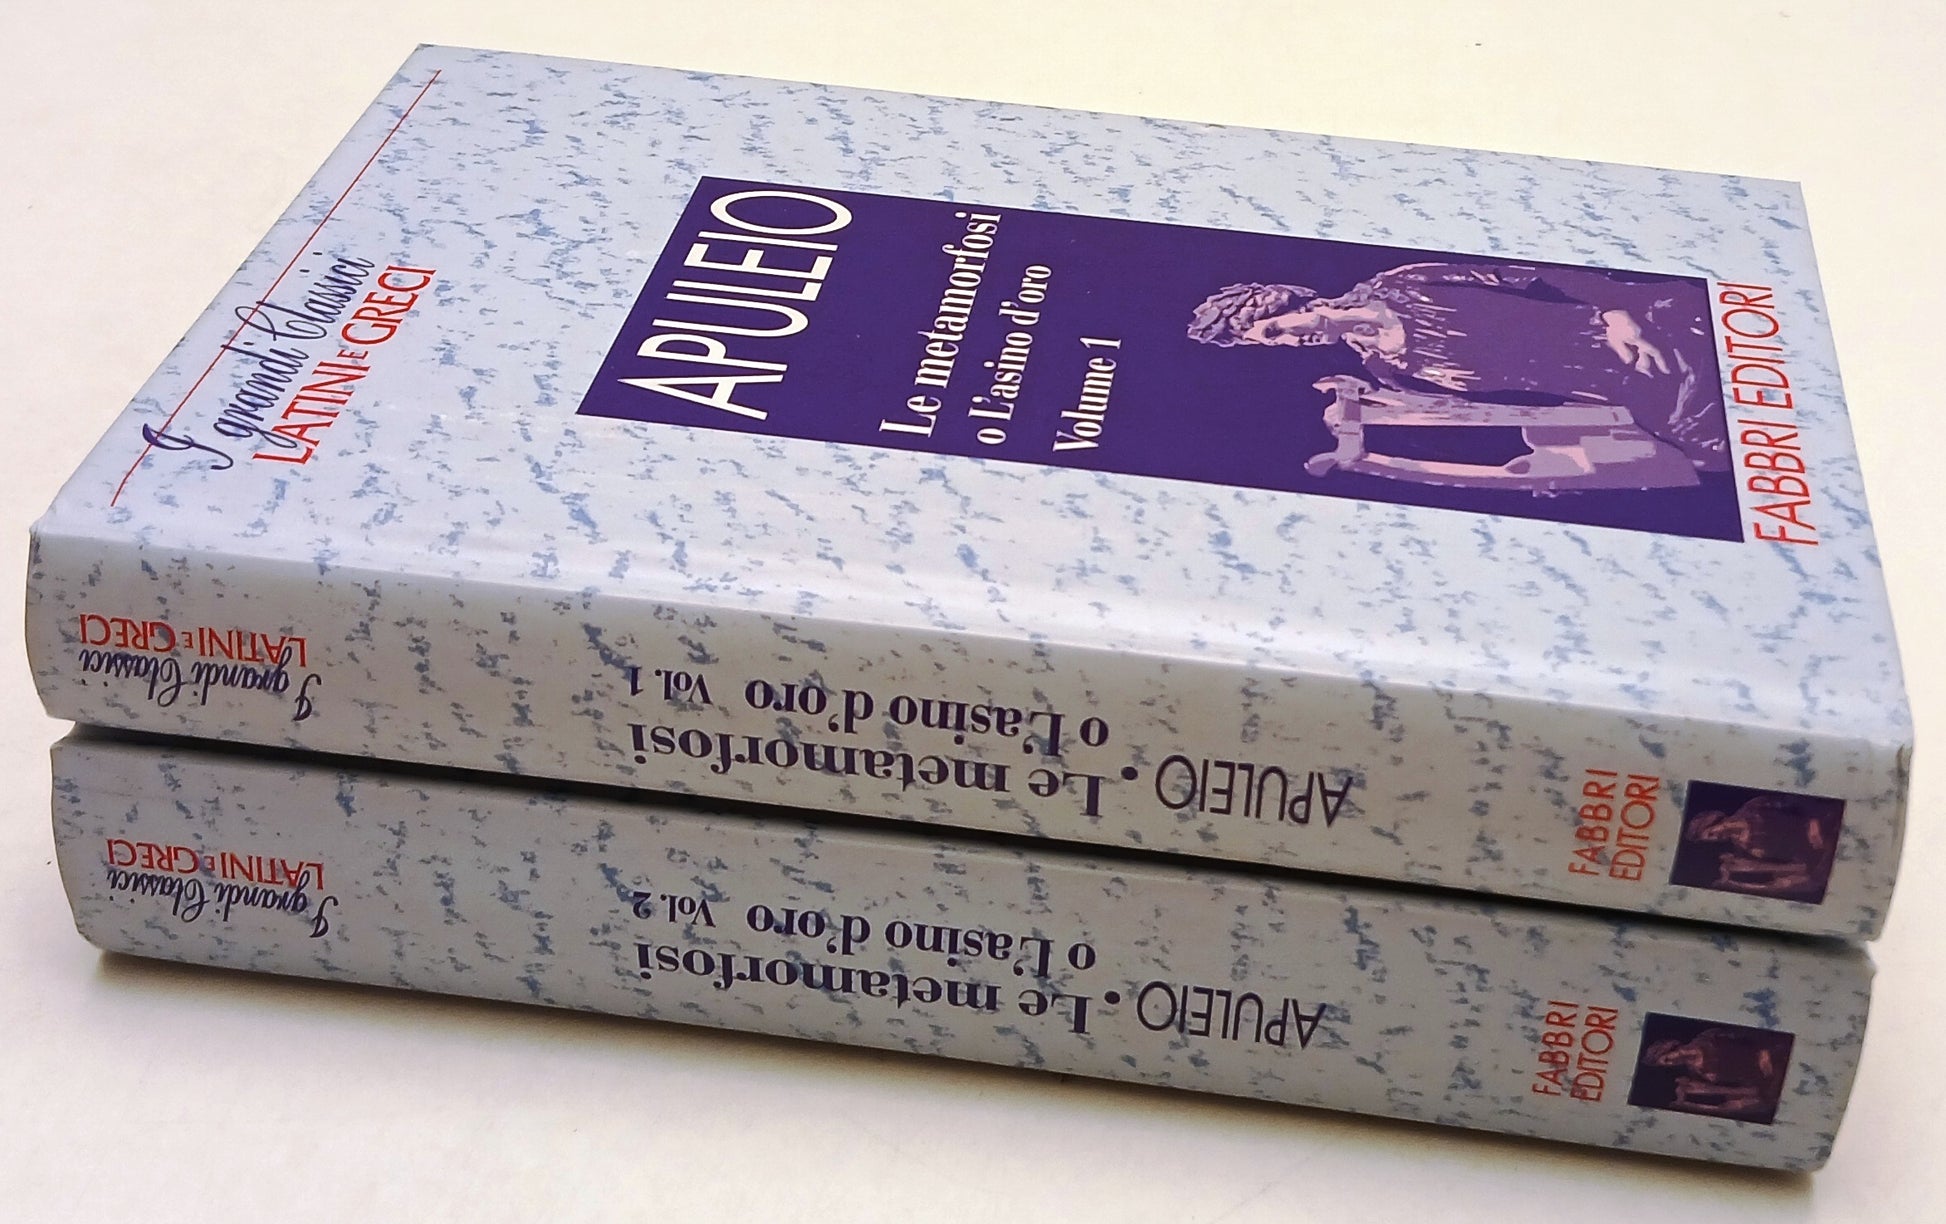 I grandi Classici
LATINI E GRECI
APULEIO
Le metamorfosi
o L'asino d'oro
Volume 1
FABBRI EDITORI
I grandi Classici
LATINI E GRECI
APULEIO • Le metamorfosi
o L'asino d'oro Vol. 1
FABBRI
EDITORI
I grandi Classici
LATINI E GRECI
APULEIO • Le metamorfosi
o L'asino d'oro Vol. 2
FABBRI
EDITORI